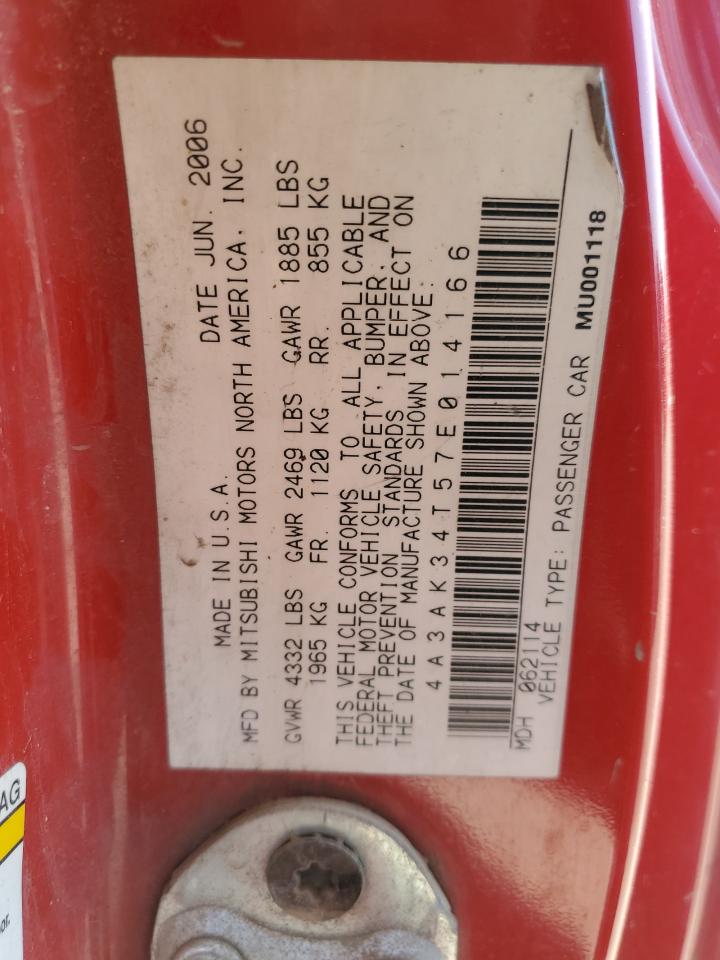 MADE IN U.S.A. DATE JUN. 2006
MFD BY MITSUBISHI MOTORS NORTH AMERICA, INC.
GVWR 4332 LBS GAWR 2469 LBS GAWR 1885 LBS
1965 KG FR. 1120 KG RR. 855 KG
THIS VEHICLE CONFORMS TO ALL APPLICABLE
FEDERAL MOTOR VEHICLE SAFETY, BUMPER, AND
THEFT PREVENTION STANDARDS IN EFFECT ON
THE DATE OF MANUFACTURE SHOWN ABOVE.
4A3AK34T57E014166
MDH 062114
VEHICLE TYPE: PASSENGER CAR MU001118
AG